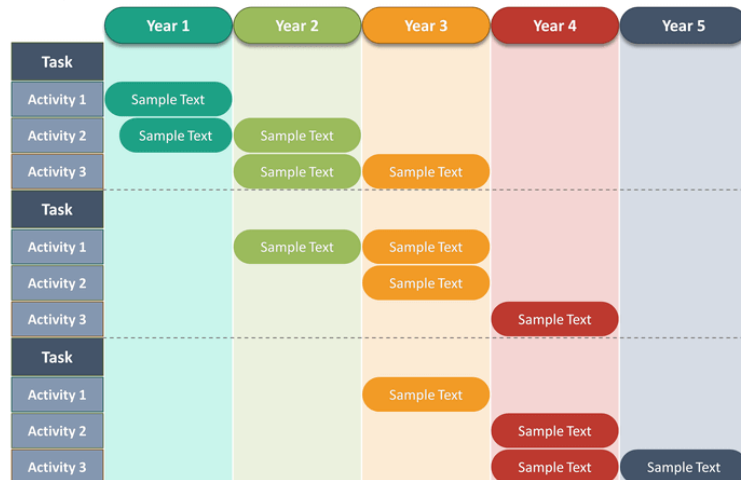 Year 1 Year 2 Year 3 Year 4 Year 5
Task
Activity 1 Sample Text
Activity 2 Sample Text Sample Text
Activity 3 Sample Text Sample Text
Task
Activity 1 Sample Text Sample Text
Activity 2 Sample Text
Activity 3 Sample Text
Task
Activity 1 Sample Text
Activity 2 Sample Text
Activity 3 Sample Text Sample Text